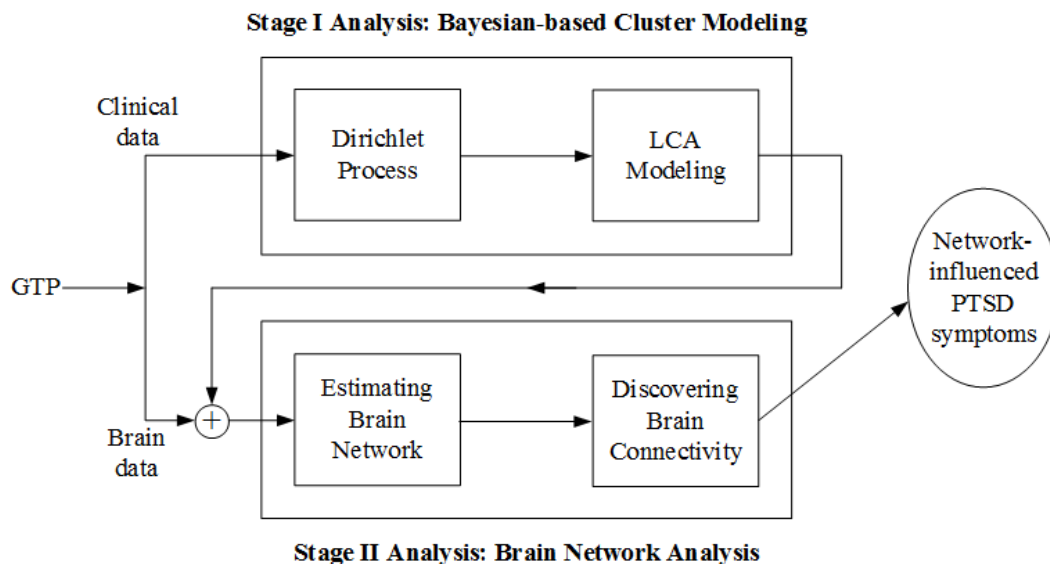 Stage I Analysis: Bayesian-based Cluster Modeling
Clinical
data
Dirichlet
Process
LCA
Modeling
GTP
Network-
influenced
PTSD
symptoms
+
Brain
data
Estimating
Brain
Network
Discovering
Brain
Connectivity
Stage II Analysis: Brain Network Analysis